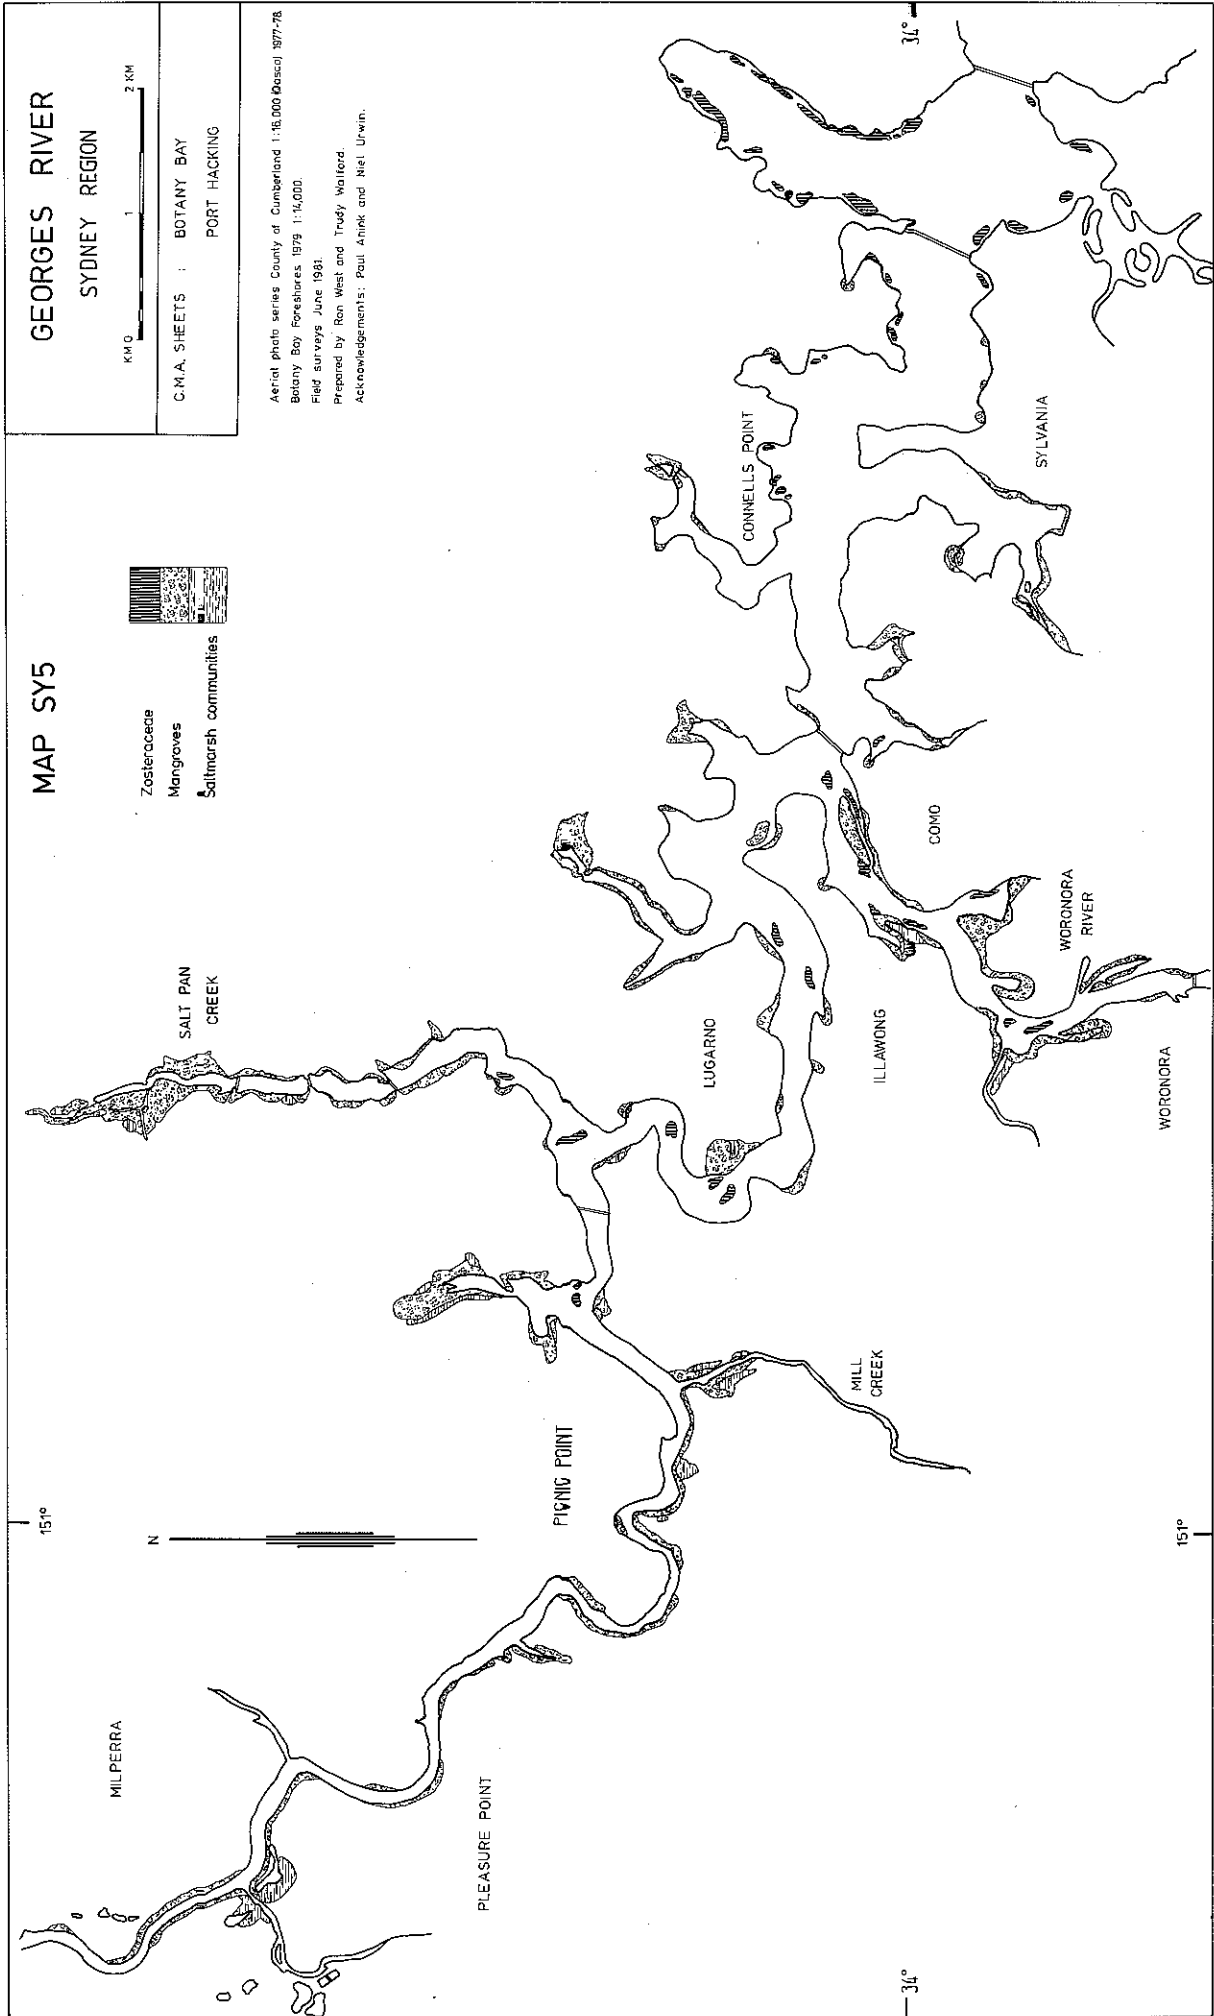 MAP SY5
GEORGES RIVER
SYDNEY REGION
KM 0 1 2 KM
C.M.A. SHEETS : BOTANY BAY
PORT HACKING
Aerial photo series County of Cumberland 1:16,000 (Qasco) 1977-78
Botany Bay Foreshores 1979 1:14,000.
Field surveys June 1981.
Prepared by Ron West and Trudy Walford.
Acknowledgements: Paul Anink and Niel Urwin.
Zosteraceae
Mangroves
Saltmarsh communities
151°
N
MILPERRA
SALT PAN
CREEK
PLEASURE POINT
PICNIC POINT
MILL
CREEK
LUGARNO
ILLAWONG
CONNELLS POINT
COMO
WORONORA
RIVER
WORONORA
SYLVANIA
34°
34°
151°